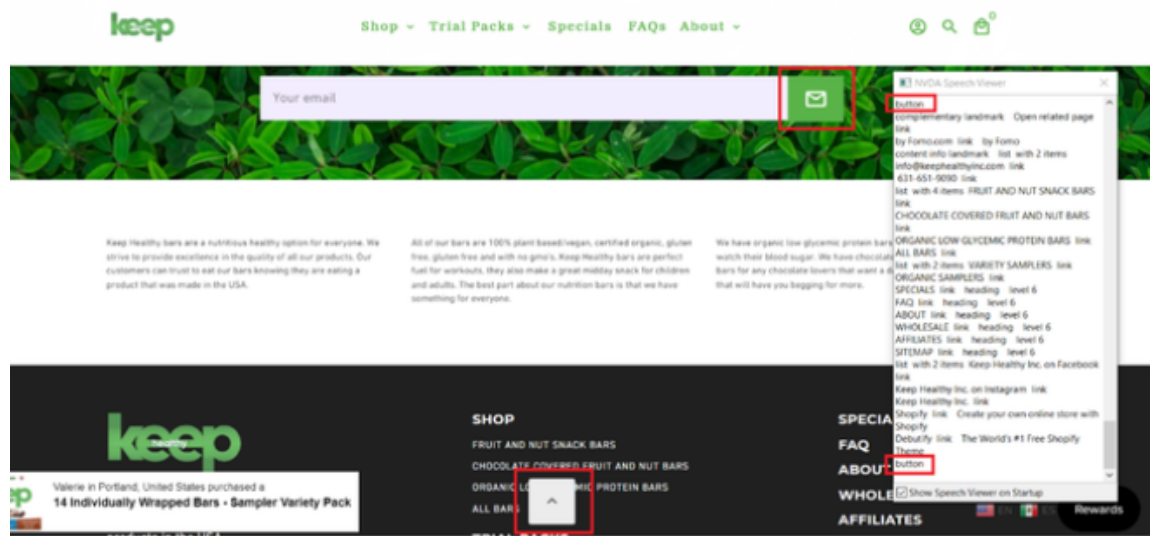 keep
Shop Trial Packs Specials FAQs About
0
Your email
NVDA Speech Viewer
button
complementary landmark Open related page
link
by Fomo.com link by Fomo
content info landmark list with 2 items
info@keephealthyinc.com link
631-651-9090 link
list with 4 items FRUIT AND NUT SNACK BARS
link
CHOCOLATE COVERED FRUIT AND NUT BARS
link
ORGANIC LOW GLYCEMIC PROTEIN BARS link
ALL BARS link
list with 2 items VARIETY SAMPLERS link
ORGANIC SAMPLERS link
SPECIALS link heading level 6
FAQ link heading level 6
ABOUT link heading level 6
WHOLESALE link heading level 6
AFFILIATES link heading level 6
SITEMAP link heading level 6
list with 2 items Keep Healthy Inc. on Facebook
link
Keep Healthy Inc. on Instagram link
Keep Healthy Inc. link
Shopify link Create your own online store with
Shopify
Debutify link The World's #1 Free Shopify
Theme
button
Show Speech Viewer on Startup
Keep Healthy bars are a nutritious healthy option for everyone. We
strive to provide excellence in the quality of all our products. Our
customers can trust to eat our bars knowing they are eating a
product that was made in the USA.
All of our bars are 100% plant based/vegan, certified organic, gluten
free, gluten free and with no gmo's. Keep Healthy bars are perfect
fuel for workouts, they also make a great midday snack for children
and adults. The best part about our nutrition bars is that we have
something for everyone.
We have organic low glycemic protein bars
watch their blood sugar. We have chocolat
bars for any chocolate lovers that want a d
that will have you begging for more.
keep
healthy
SHOP
FRUIT AND NUT SNACK BARS
CHOCOLATE COVERED FRUIT AND NUT BARS
ORGANIC LO MIC PROTEIN BARS
ALL BARS
SPECIA
FAQ
ABOUT
WHOLE
AFFILIATES
Valerie in Portland, United States purchased a
14 Individually Wrapped Bars - Sampler Variety Pack
EN ES
Rewards